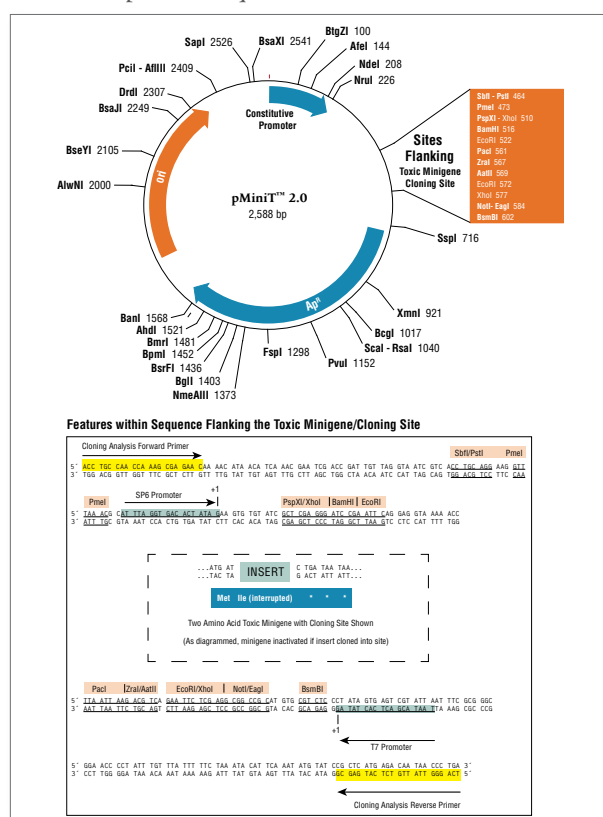 SapI 2526
BsaXI 2541
BtgZI 100
AfeI 144
NdeI 208
NruI 226
PciI - AflIII 2409
DrdI 2307
BsaJI 2249
BseYI 2105
AlwNI 2000
Constitutive
Promoter
ori
pMiniT™ 2.0
2,588 bp
Ap^R
Sites
Flanking
Toxic Minigene
Cloning Site
SbfI - PstI 464
PmeI 473
PspXI - XhoI 510
BamHI 516
EcoRI 522
PacI 561
ZraI 567
AatII 569
EcoRI 572
XhoI 577
NotI- EagI 584
BsmBI 602
SspI 716
XmnI 921
BcgI 1017
ScaI - RsaI 1040
PvuI 1152
FspI 1298
BanI 1568
AhdI 1521
BmrI 1481
BpmI 1452
BsrFI 1436
BglI 1403
NmeAIII 1373
Features within Sequence Flanking the Toxic Minigene/Cloning Site
Cloning Analysis Forward Primer
SbfI/PstI PmeI
5´ ACC TGC CAA CCA AAG CGA GAA CAA AAC ATA ACA TCA AAC GAA TCG ACC GAT TGT TAG GTA ATC GTC ACC TGC AGG AAG GTT
3´ TGG ACG GTT GGT TTC GCT CTT GTT TTG TAT TGT AGT TTG CTT AGC TGG CTA ACA ATC CAT TAG CAG TGG ACG TCC TTC CAA
PmeI SP6 Promoter +1 PspXI/XhoI BamHI EcoRI
TAA ACG CAT TTA GGT GAC ACT ATA GAA GTG TGT ATC GCT CGA GGG ATC CGA ATT CAG GAG GTA AAA ACC
ATT TGC GTA AAT CCA CTG TGA TAT CTT CAC ACA TAG CGA GCT CCC TAG GCT TAA GTC CTC CAT TTT TGG
...ATG AT INSERT C TGA TAA TAA...
...TAC TA G ACT ATT ATT...
Met Ile (interrupted) * * *
Two Amino Acid Toxic Minigene with Cloning Site Shown
(As diagrammed, minigene inactivated if insert cloned into site)
PacI ZraI/AatII EcoRI/XhoI NotI/EagI BsmBI
5´ TTA ATT AAG ACG TCA GAA TTC TCG AGG CGG CCG CAT GTG CGT CTC CCT ATA GTG AGT CGT ATT AAT TTC GCG GGC
3´ AAT TAA TTC TGC AGT CTT AAG AGC TCC GCC GGC GTA CAC GCA GAG GGA TAT CAC TCA GCA TAA TTA AAG CGC CCG
+1
T7 Promoter
5´ GGA ACC CCT ATT TGT TTA TTT TTC TAA ATA CAT TCA AAT ATG TAT CCG CTC ATG AGA CAA TAA CCC TGA 3´
3´ CCT TGG GGA TAA ACA AAT AAA AAG ATT TAT GTA AGT TTA TAC ATA GGC GAG TAC TCT GTT ATT GGG ACT 5´
Cloning Analysis Reverse Primer